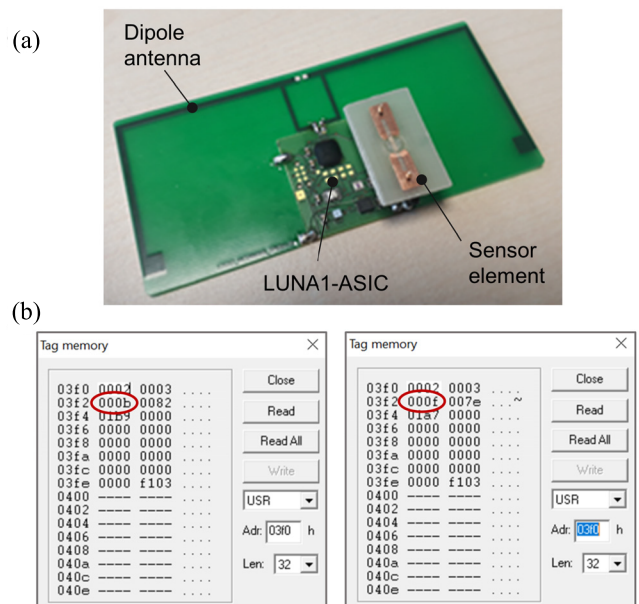 (a)
Dipole
antenna
LUNA1-ASIC
Sensor
element
(b)
Tag memory
03f0 0002 0003 ....
03f2 000b 0082 ....
03f4 01b9 0000 ....
03f6 0000 0000 ....
03f8 0000 0000 ....
03fa 0000 0000 ....
03fc 0000 0000 ....
03fe 0000 f103 ....
0400 ---- ---- ....
0402 ---- ---- ....
0404 ---- ---- ....
0406 ---- ---- ....
0408 ---- ---- ....
040a ---- ---- ....
040c ---- ---- ....
040e ---- ---- ....
Close
Read
Read All
Write
USR
Adr: 03f0 h
Len: 32
Tag memory
03f0 0002 0003 ....
03f2 000f 007e ...~
03f4 01a7 0000 ....
03f6 0000 0000 ....
03f8 0000 0000 ....
03fa 0000 0000 ....
03fc 0000 0000 ....
03fe 0000 f103 ....
0400 ---- ---- ....
0402 ---- ---- ....
0404 ---- ---- ....
0406 ---- ---- ....
0408 ---- ---- ....
040a ---- ---- ....
040c ---- ---- ....
040e ---- ---- ....
Close
Read
Read All
Write
USR
Adr: 03f0 h
Len: 32